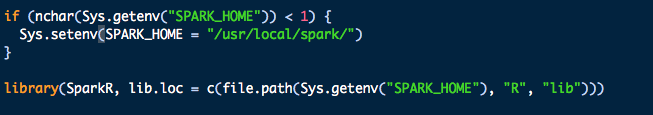 if (nchar(Sys.getenv("SPARK_HOME")) < 1) {
  Sys.setenv(SPARK_HOME = "/usr/local/spark/")
}
library(SparkR, lib.loc = c(file.path(Sys.getenv("SPARK_HOME"), "R", "lib")))